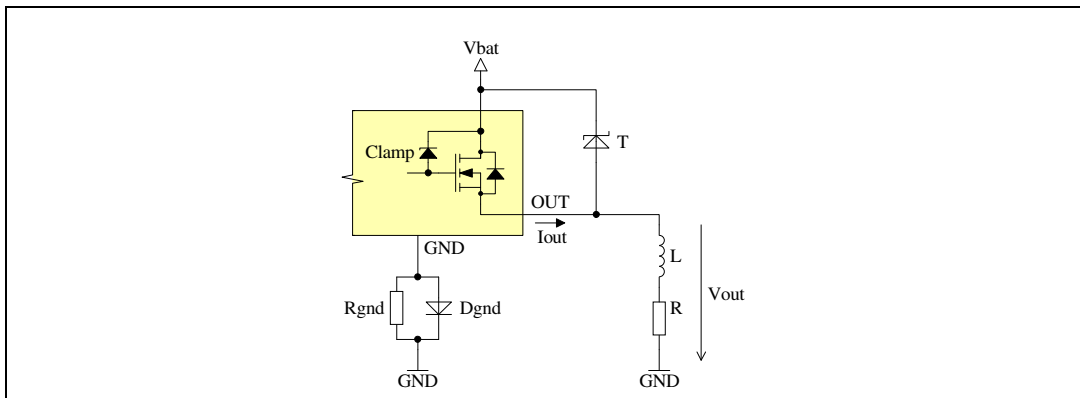 Vbat
T
Clamp
OUT
Iout
GND
L
Vout
Rgnd
Dgnd
R
GND
GND